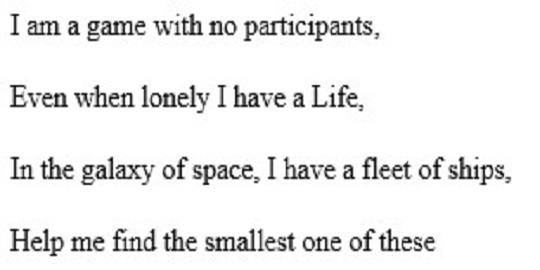 I am a game with no participants,
Even when lonely I have a Life,
In the galaxy of space, I have a fleet of ships,
Help me find the smallest one of these